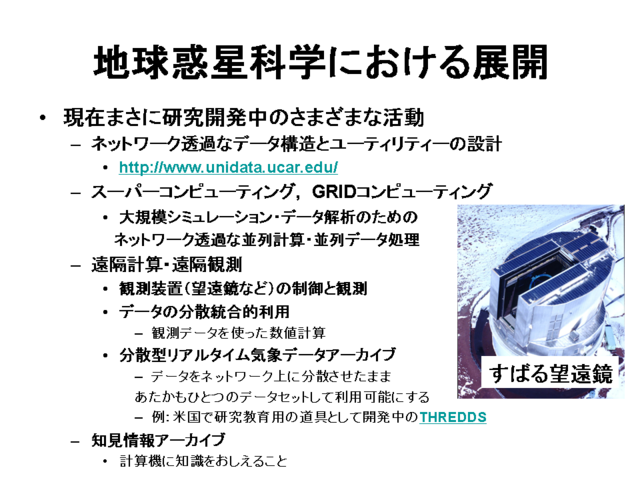 地球惑星科学における展開
• 現在まさに研究開発中のさまざまな活動
– ネットワーク透過なデータ構造とユーティリティーの設計
• http://www.unidata.ucar.edu/
– スーパーコンピューティング，GRIDコンピューティング
• 大規模シミュレーション・データ解析のための
ネットワーク透過な並列計算・並列データ処理
– 遠隔計算・遠隔観測
• 観測装置（望遠鏡など）の制御と観測
• データの分散統合的利用
– 観測データを使った数値計算
• 分散型リアルタイム気象データアーカイブ
– データをネットワーク上に分散させたまま
あたかもひとつのデータセットして利用可能にする
– 例: 米国で研究教育用の道具として開発中のTHREDDS
– 知見情報アーカイブ
• 計算機に知識をおしえること
すばる望遠鏡